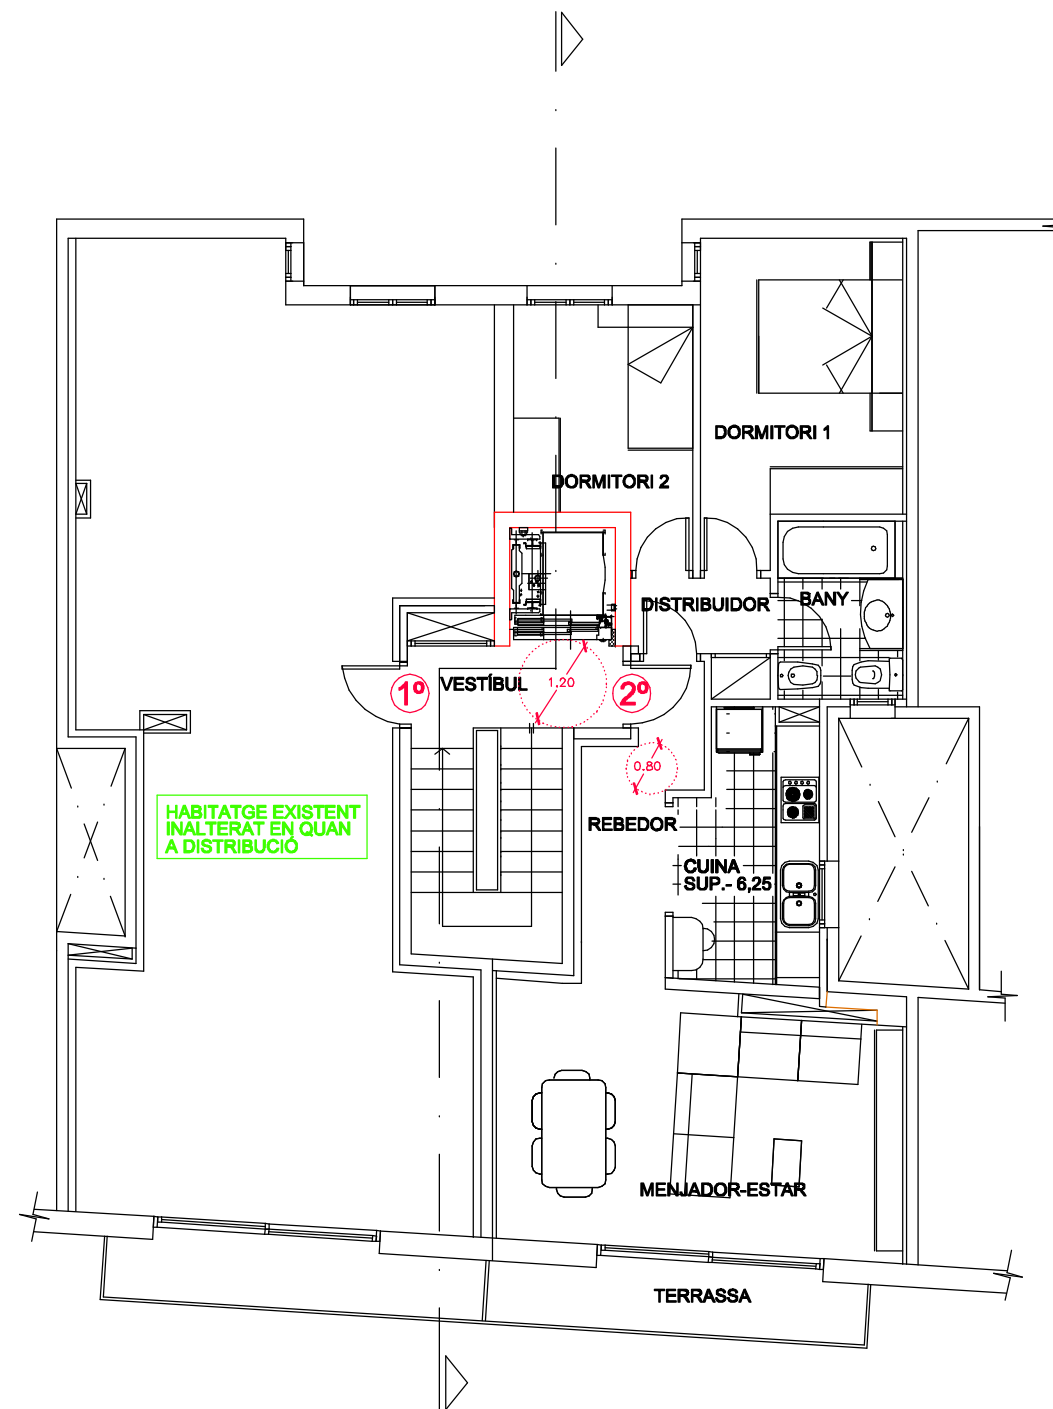 DORMITORI 1
DORMITORI 2
DISTRIBUIDOR
BANY
VESTÍBUL
1º
1.20
2º
0.80
HABITATGE EXISTENT
INALTERAT EN QUAN
A DISTRIBUCIÓ
REBEDOR
CUINA
SUP.- 6,25
MENJADOR-ESTAR
TERRASSA